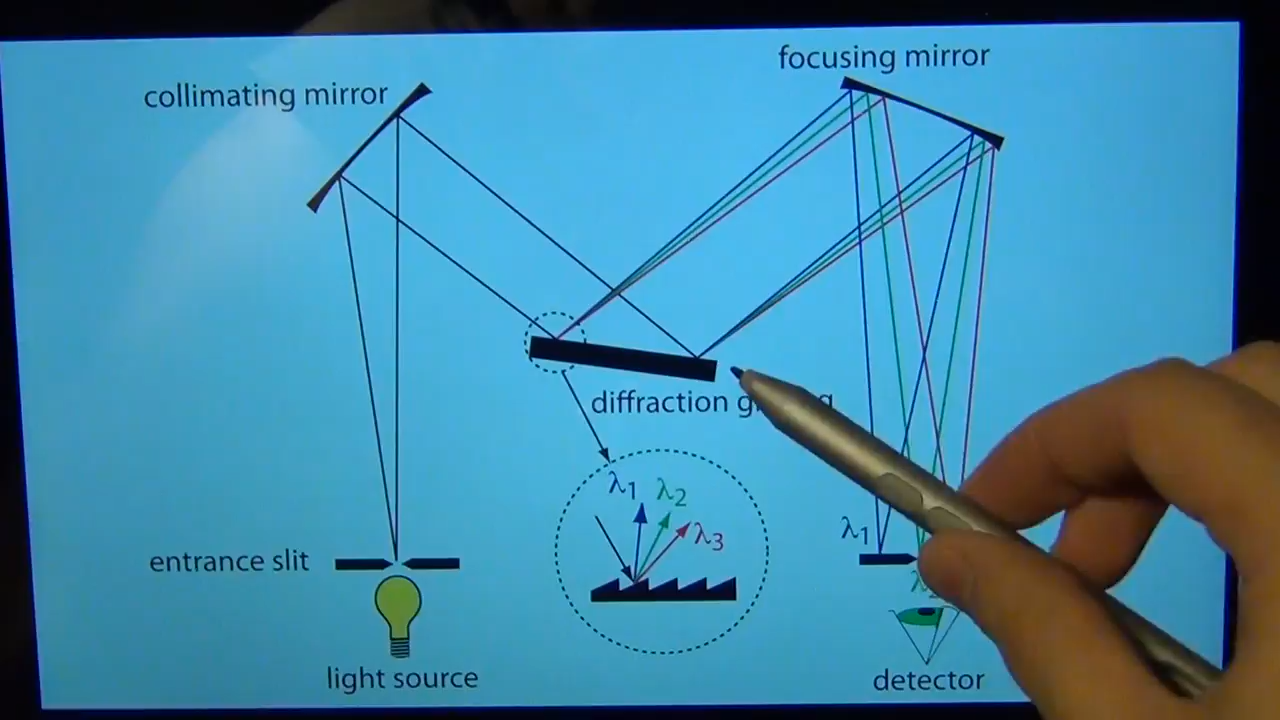 focusing mirror
collimating mirror
diffraction
λ1 λ2
λ3
λ1
entrance slit
light source
detector